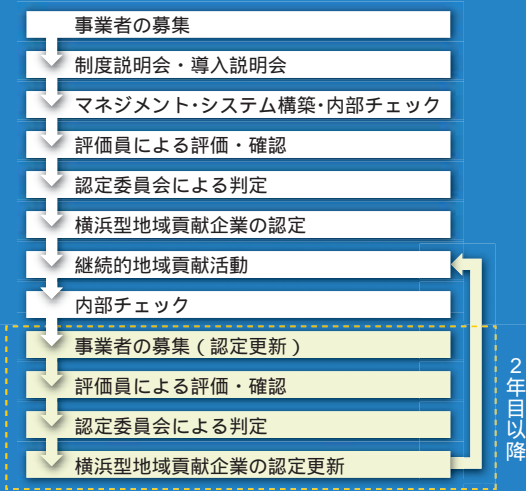 事業者の募集
制度説明会・導入説明会
マネジメント・システム構築・内部チェック
評価員による評価・確認
認定委員会による判定
横浜型地域貢献企業の認定
継続的地域貢献活動
内部チェック
事業者の募集（認定更新）
評価員による評価・確認
認定委員会による判定
横浜型地域貢献企業の認定更新
2年目以降